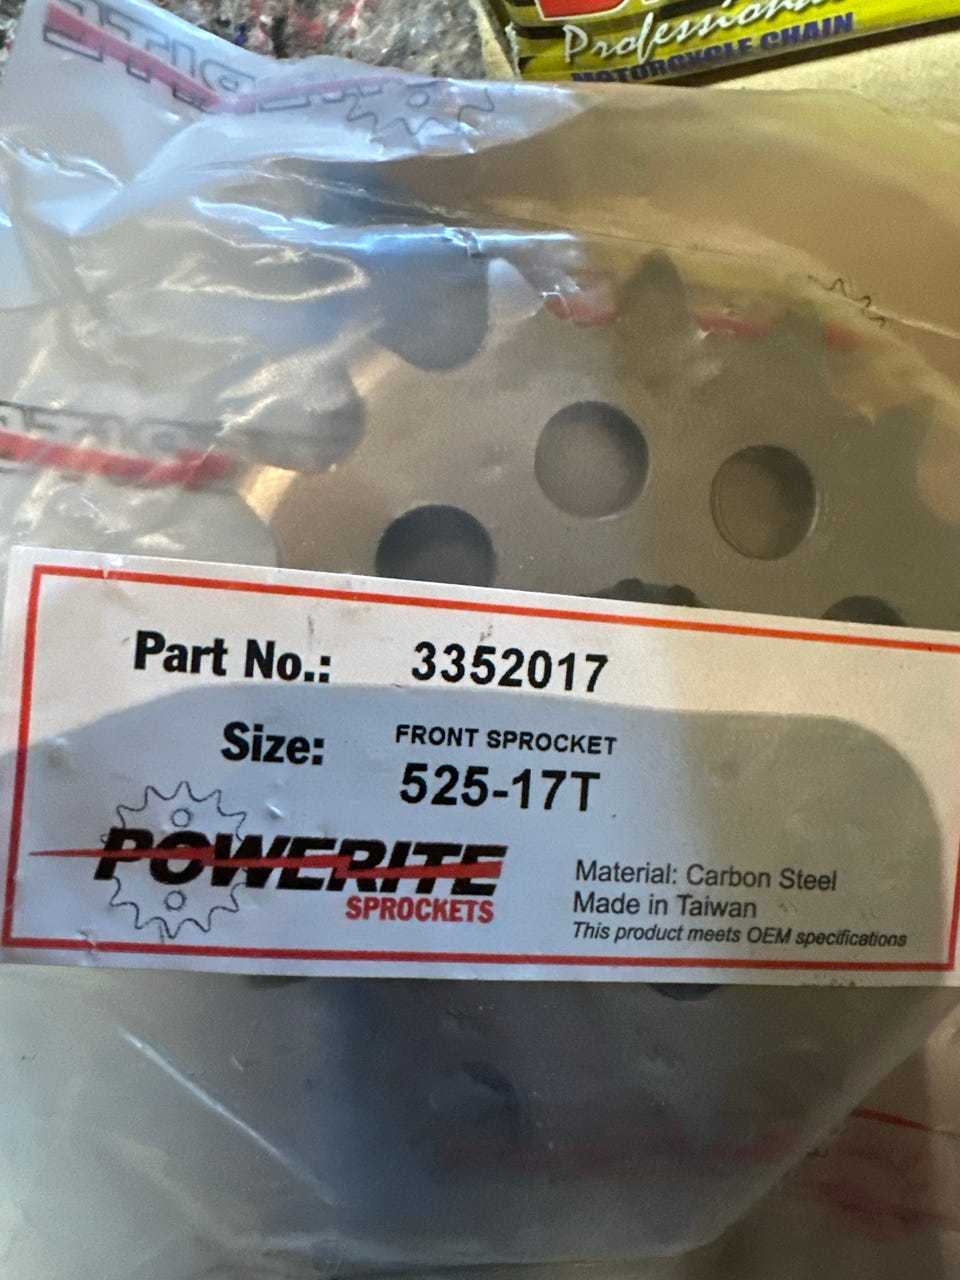 Professional
MOTORCYCLE CHAIN
Part No.: 3352017
Size: FRONT SPROCKET
525-17T
POWERITE
SPROCKETS
Material: Carbon Steel
Made in Taiwan
This product meets OEM specifications